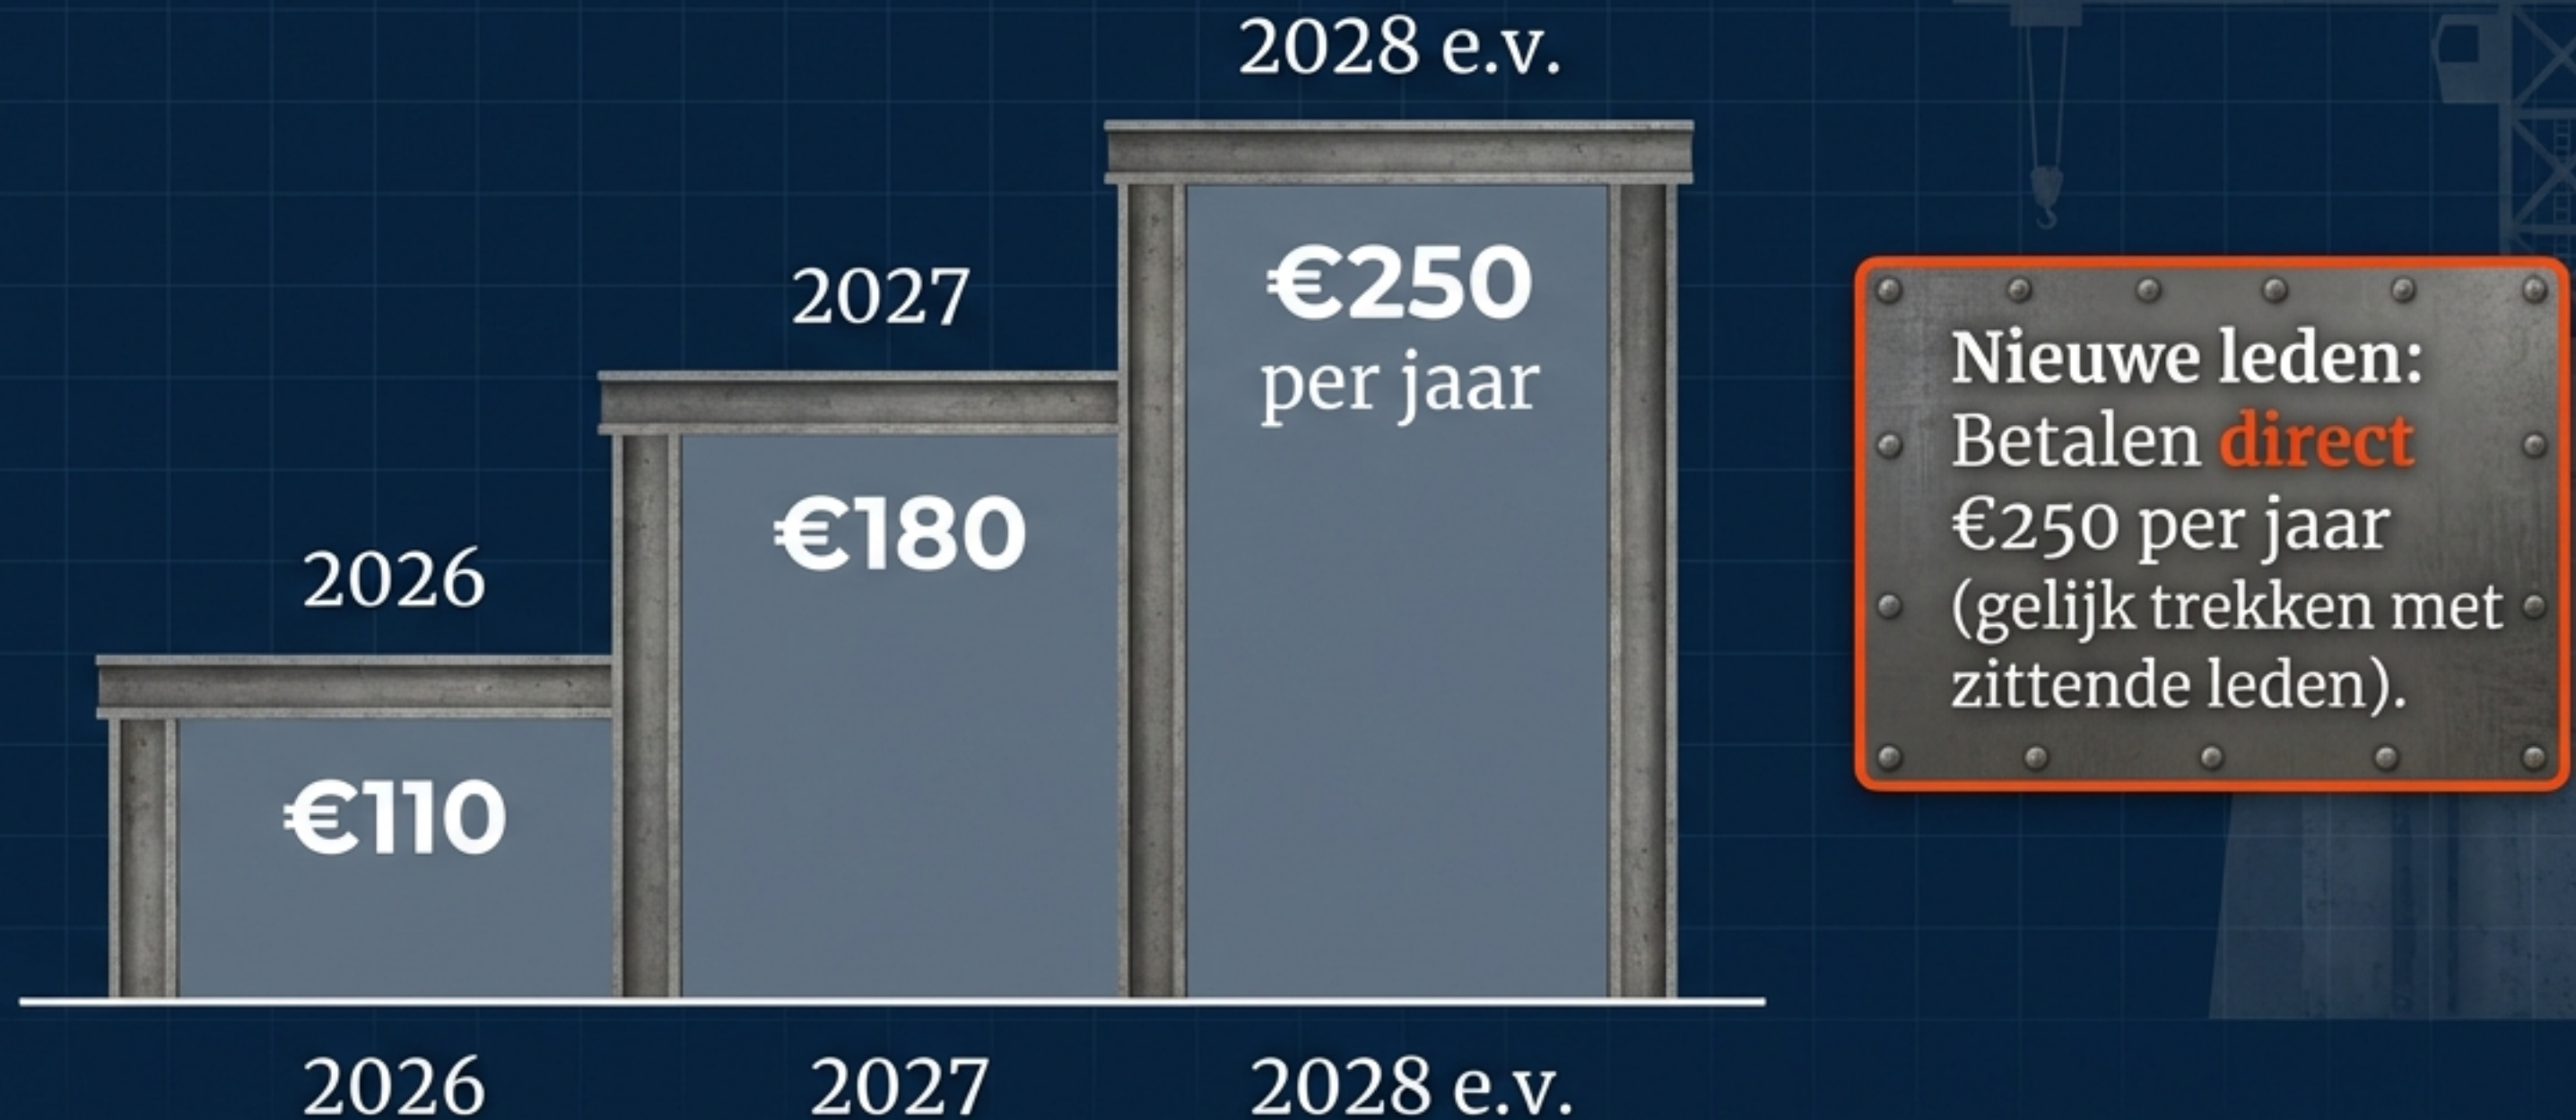 2028 e.v.
€250
per jaar
2027
€180
2026
€110
Nieuwe leden:
Betalen direct
€250 per jaar
(gelijk trekken met
zittende leden).
2026
2027
2028 e.v.